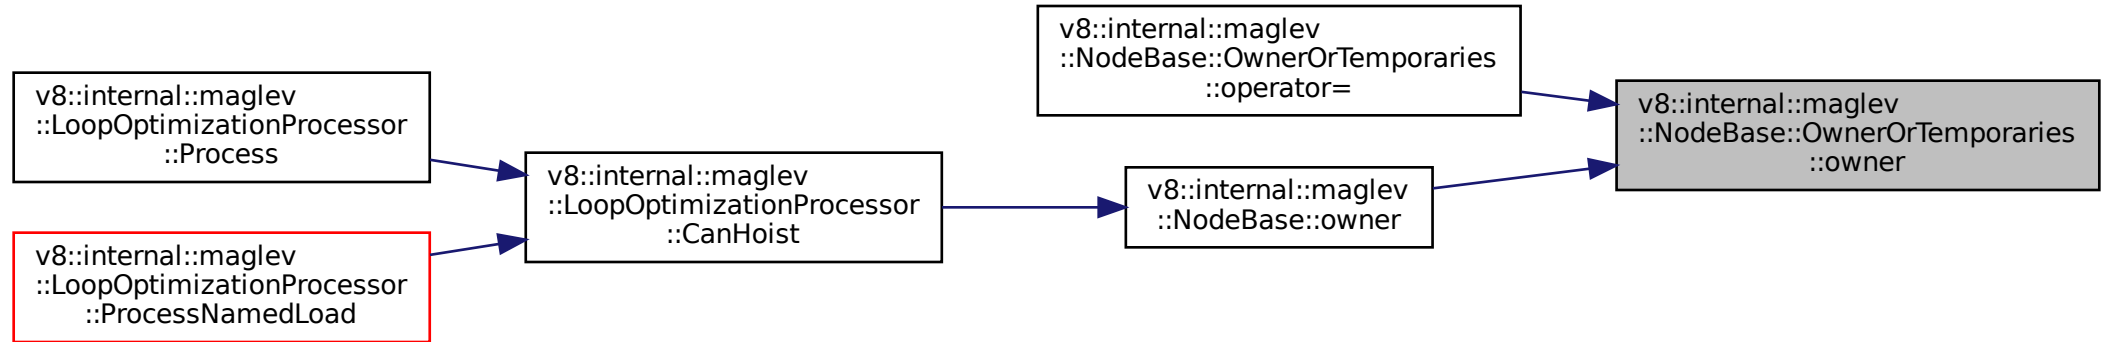 v8::internal::maglev
::LoopOptimizationProcessor
::Process
v8::internal::maglev
::LoopOptimizationProcessor
::ProcessNamedLoad
v8::internal::maglev
::LoopOptimizationProcessor
::CanHoist
v8::internal::maglev
::NodeBase::OwnerOrTemporaries
::operator=
v8::internal::maglev
::NodeBase::owner
v8::internal::maglev
::NodeBase::OwnerOrTemporaries
::owner